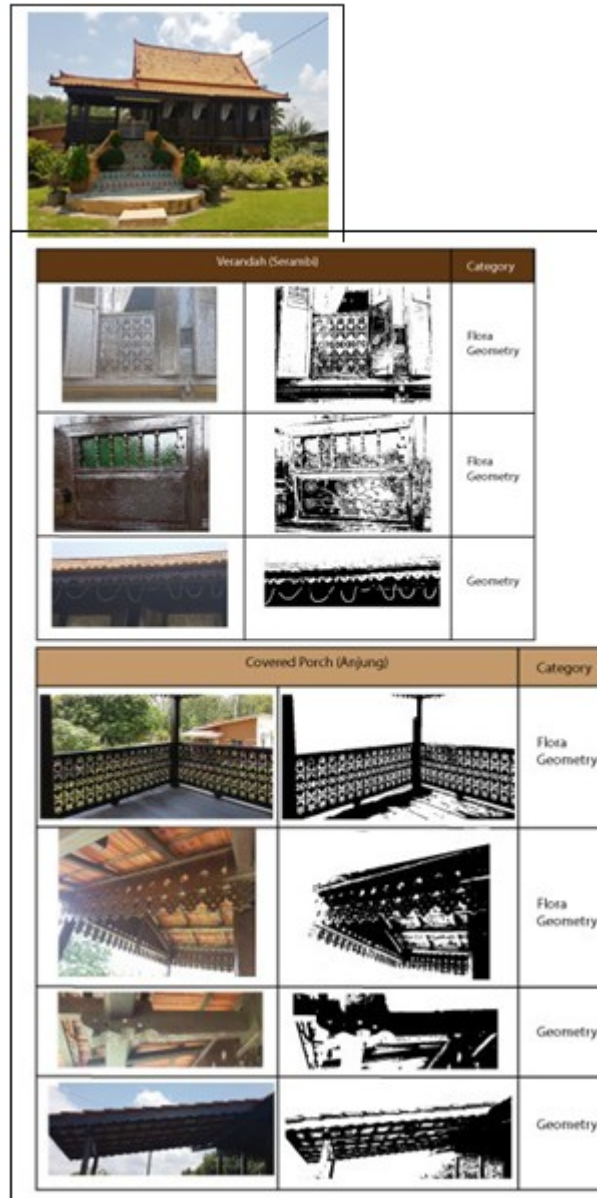 Verandah (Serambi)
Category
Flora
Geometry
Flora
Geometry
Geometry
Covered Porch (Anjung)
Category
Flora
Geometry
Flora
Geometry
Geometry
Geometry